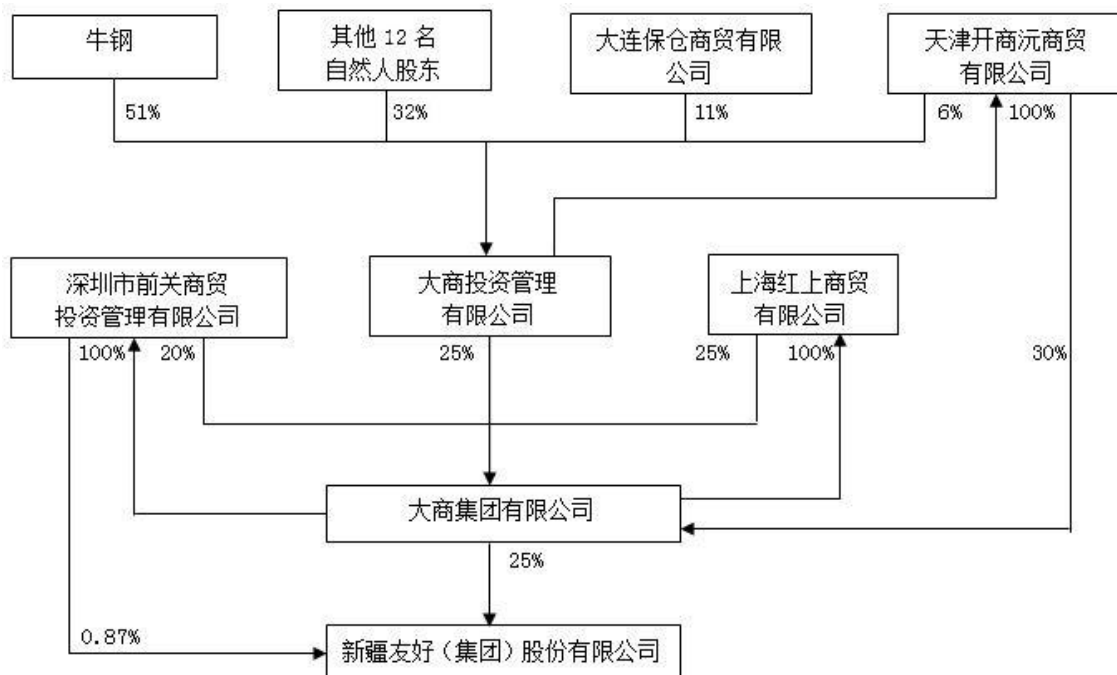 牛钢
其他 12 名
自然人股东
大连保仓商贸有限
公司
天津开商沅商贸
有限公司
51%
32%
11%
6%
100%
深圳市前关商贸
投资管理有限公司
大商投资管理
有限公司
上海红上商贸
有限公司
100%
20%
25%
25%
100%
30%
大商集团有限公司
25%
0.87%
新疆友好（集团）股份有限公司